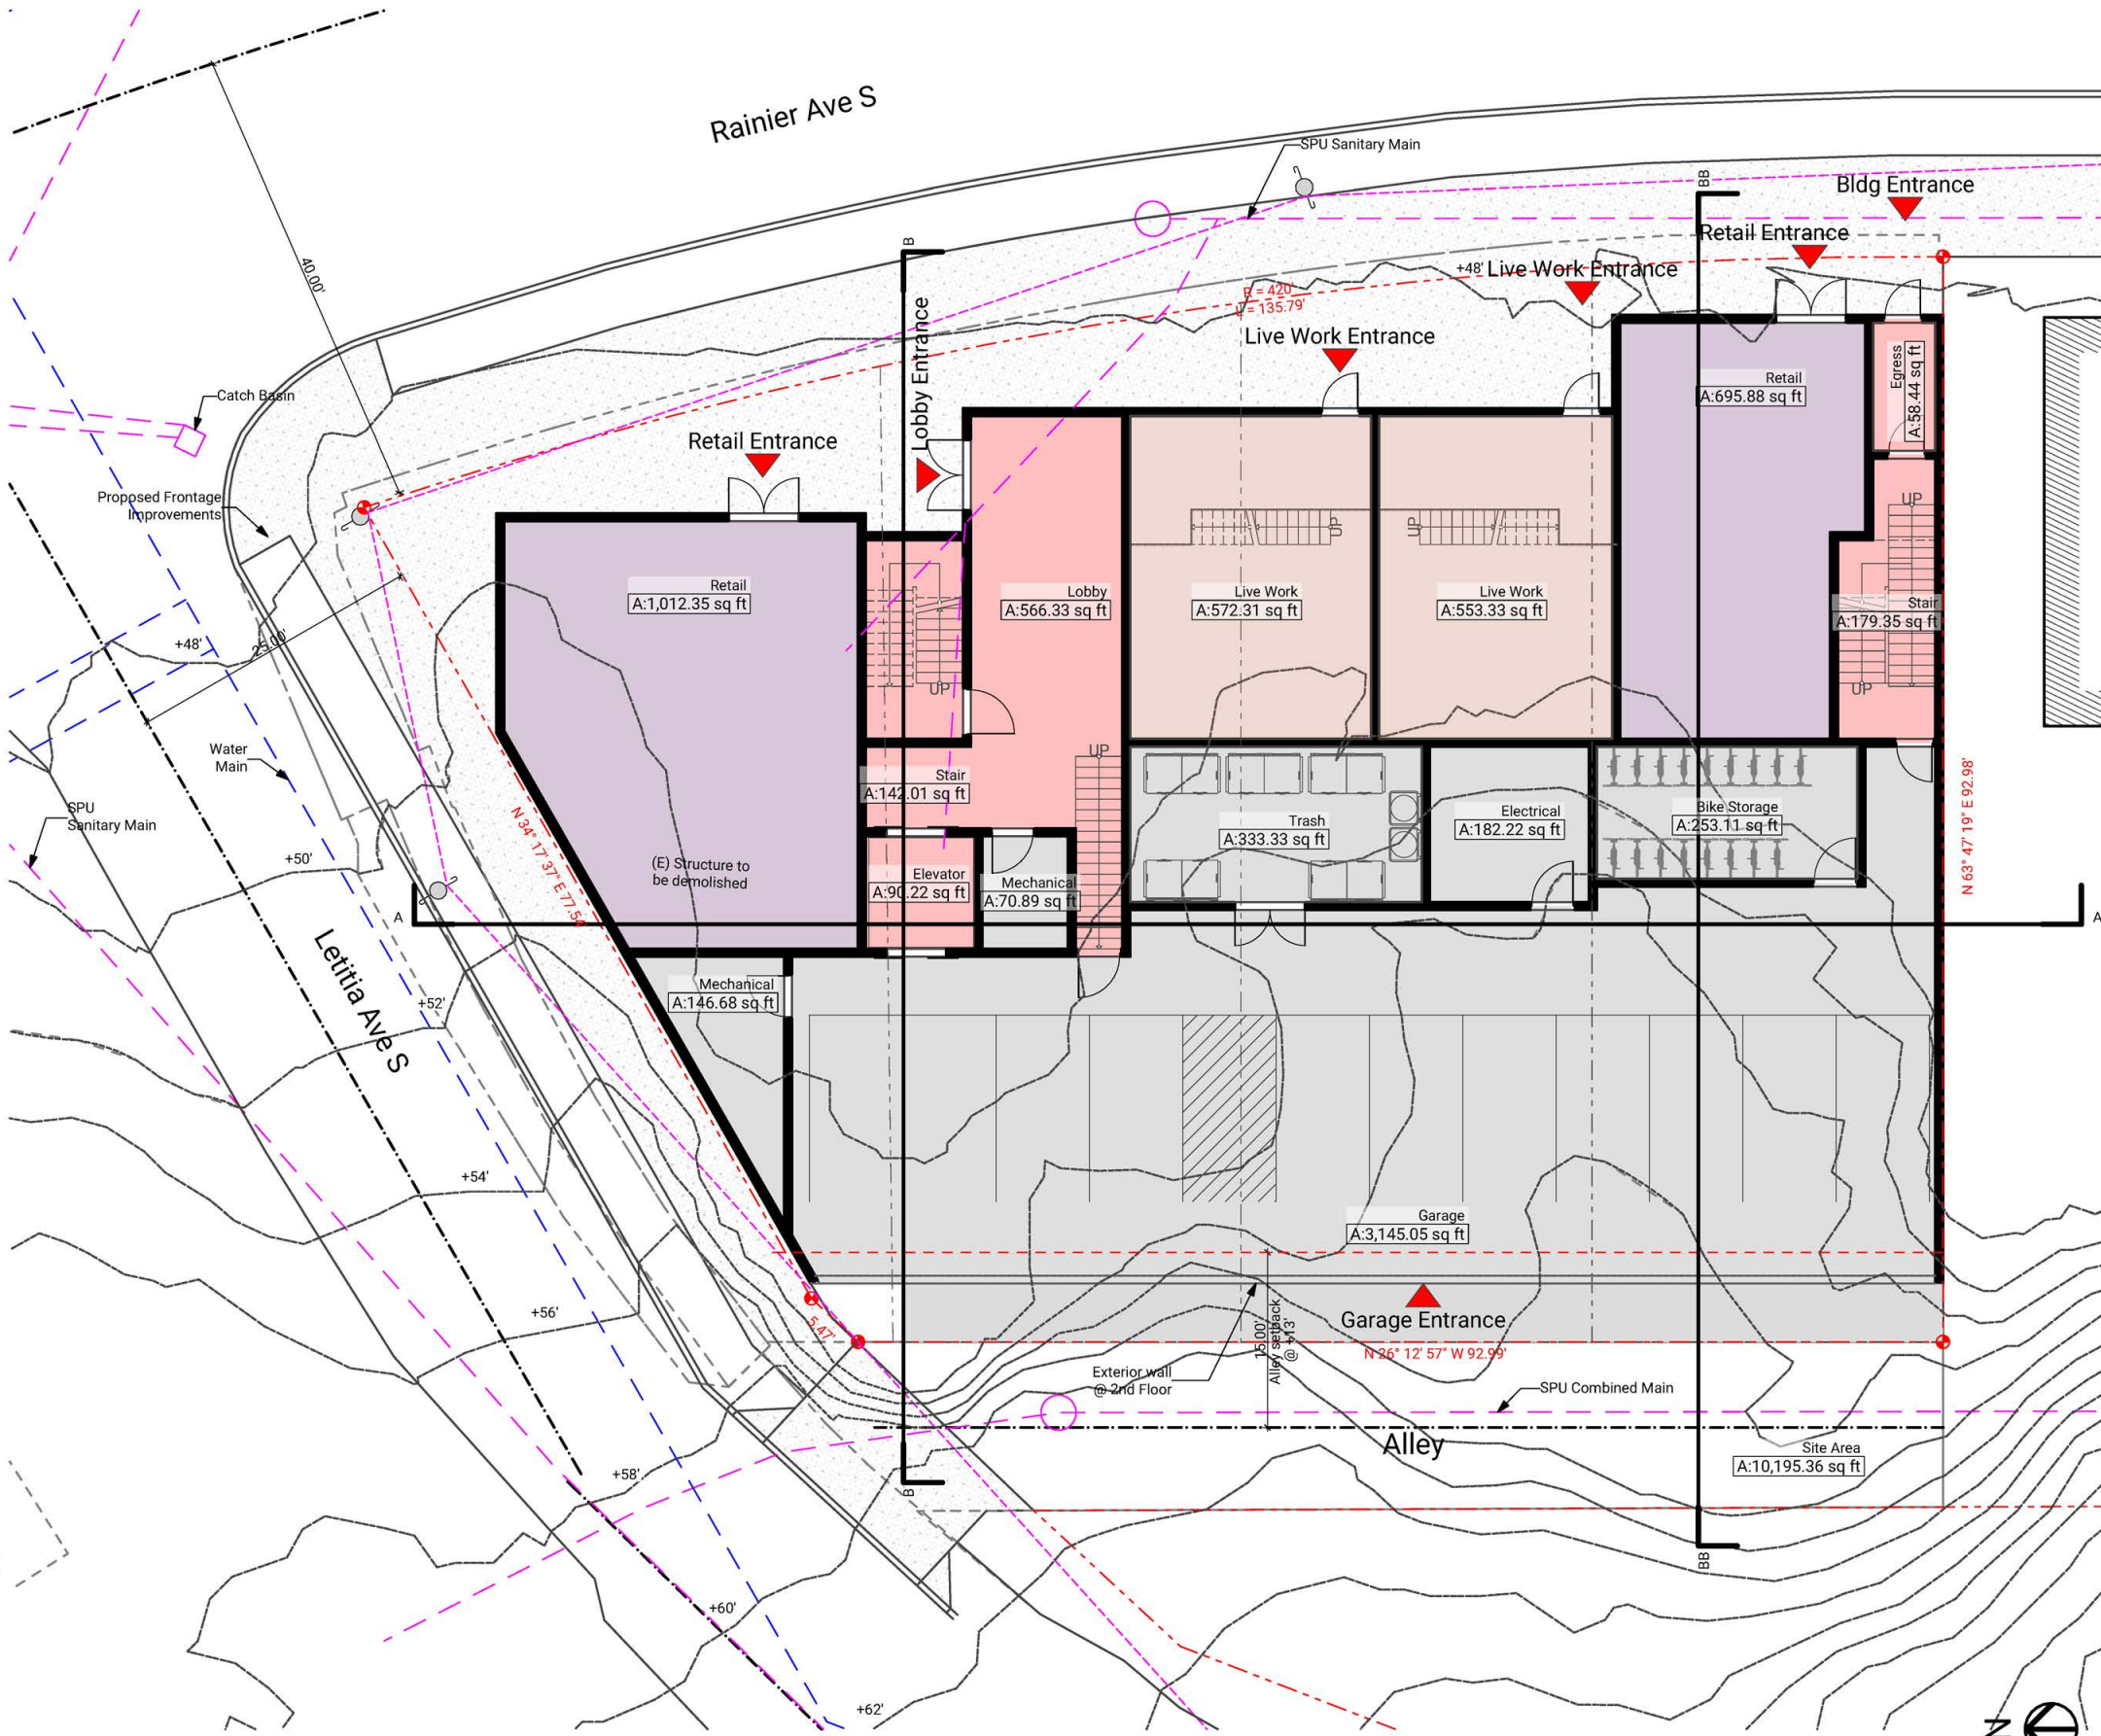 Rainier Ave S
SPU Sanitary Main
BB
Bldg Entrance
Retail Entrance
B
40.00'
+48'
Live Work Entrance
R = 420'
L = 135.79'
Live Work Entrance
Lobby Entrance
Catch Basin
Retail Entrance
Proposed Frontage
Improvements
Retail
A:695.88 sq ft
Egress
A:58.44 sq ft
UP
UP
UP
Retail
A:1,012.35 sq ft
Lobby
A:566.33 sq ft
Live Work
A:572.31 sq ft
Live Work
A:553.33 sq ft
Stair
A:179.35 sq ft
+48'
25.00'
UP
UP
Water
Main
UP
Stair
A:142.01 sq ft
N 63° 47' 19" E 92.98'
SPU
Sanitary Main
N 34° 17' 37" E 77.54'
Trash
A:333.33 sq ft
Electrical
A:182.22 sq ft
Bike Storage
A:253.11 sq ft
+50'
(E) Structure to
be demolished
Elevator
A:90.22 sq ft
Mechanical
A:70.89 sq ft
A
A
Letitia Ave S
Mechanical
A:146.68 sq ft
+52'
+54'
Garage
A:3,145.05 sq ft
+56'
5.47'
Garage Entrance
15.00'
Alley setback
@ +13'
N 26° 12' 57" W 92.99'
Exterior wall
@ 2nd Floor
SPU Combined Main
Alley
Site Area
A:10,195.36 sq ft
+58'
B
BB
+60'
+62'
N